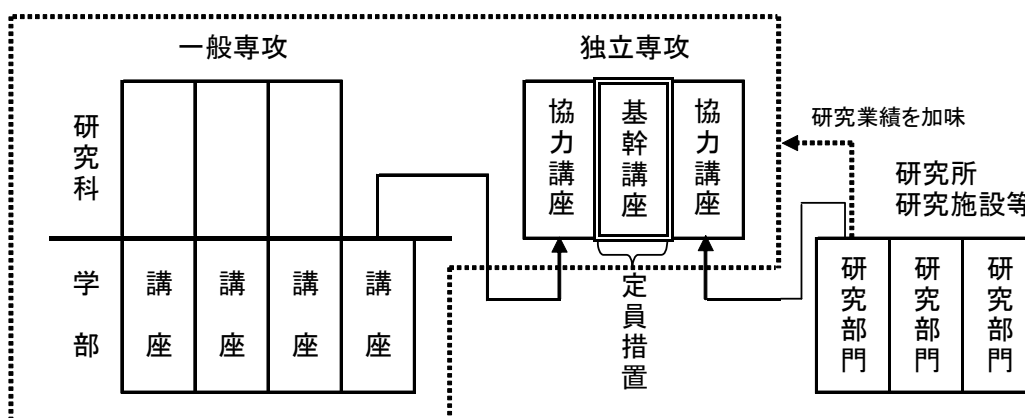 一般専攻
独立専攻
研究科
協力講座
基幹講座
協力講座
研究業績を加味
研究所
研究施設等
学部
講座
講座
講座
講座
定員措置
研究部門
研究部門
研究部門